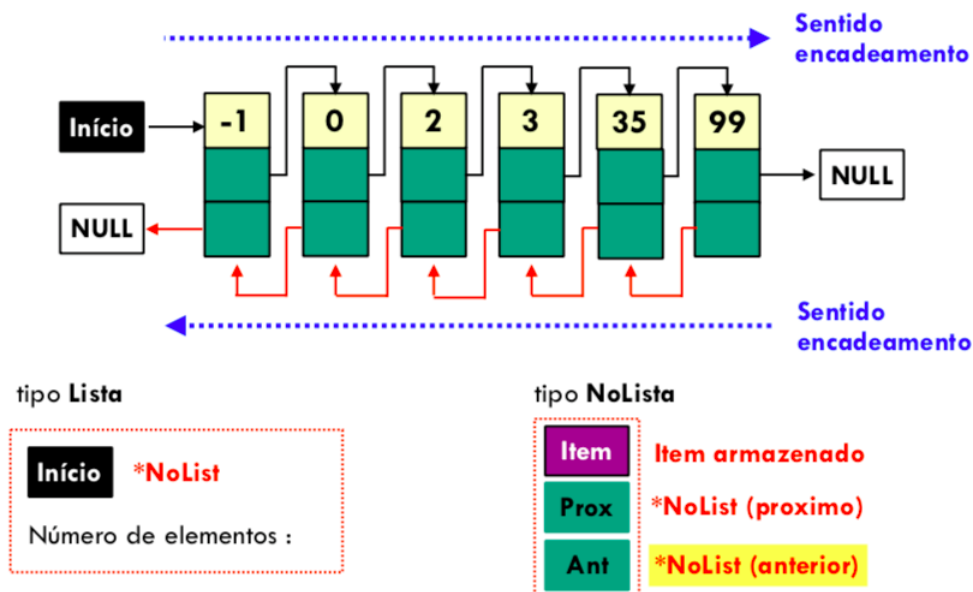 Sentido
encadeamento
Início -1 0 2 3 35 99
NULL
NULL
Sentido
encadeamento
tipo Lista
Início *NoList
Número de elementos :
tipo NoLista
Item Item armazenado
Prox *NoList (proximo)
Ant *NoList (anterior)